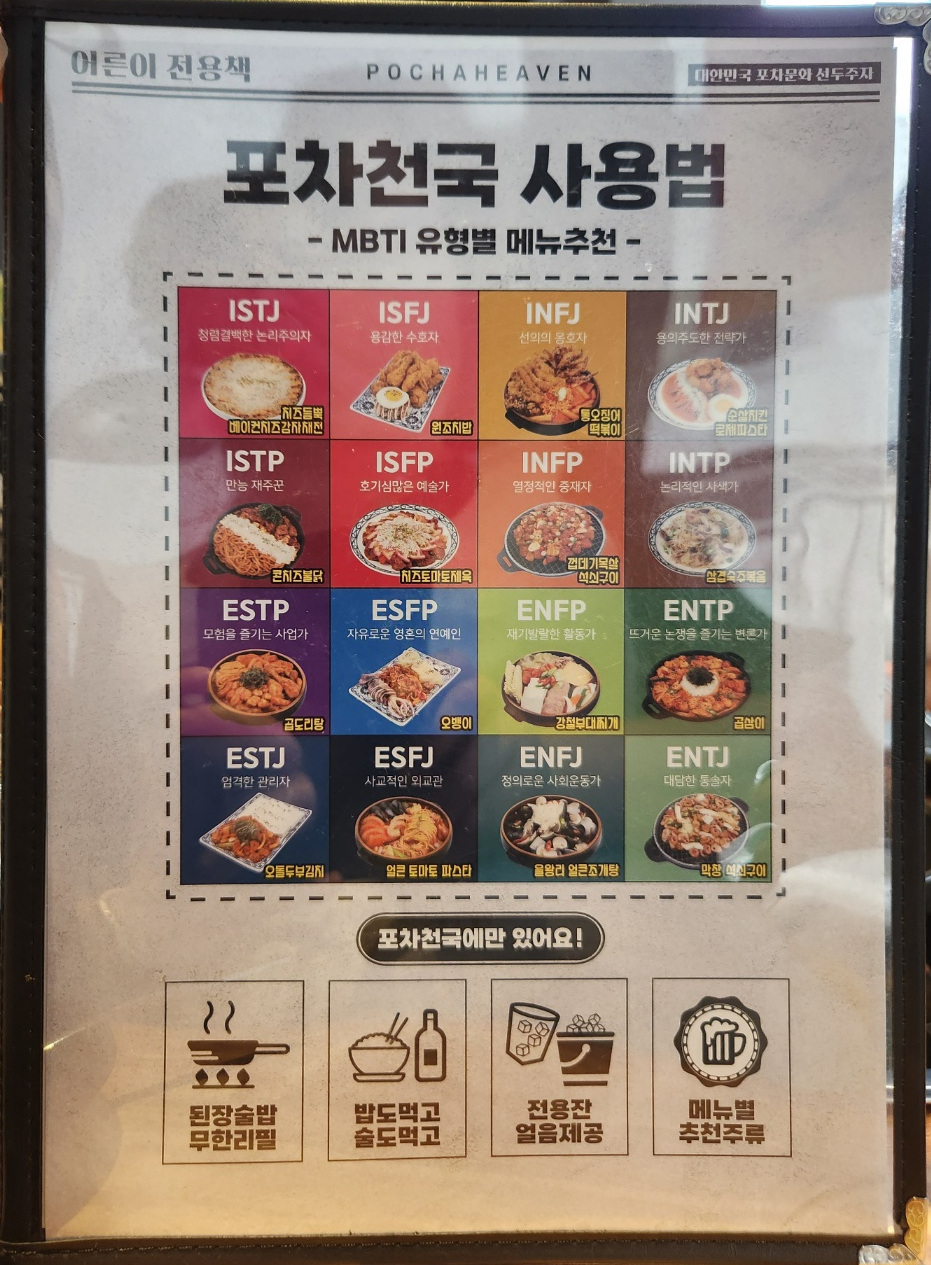 어른이 전용책
POCHAHEAVEN
대한민국 포차문화 선두주자
포차천국 사용법
- MBTI 유형별 메뉴추천 -
ISTJ
청렴결백한 논리주의자
치즈듬뿍
베이컨치즈감자채전
ISFJ
용감한 수호자
원조치밥
INFJ
선의의 옹호자
통오징어
떡볶이
INTJ
용의주도한 전략가
순살치킨
로제파스타
ISTP
만능 재주꾼
콘치즈불닭
ISFP
호기심많은 예술가
치즈토마토제육
INFP
열정적인 중재자
껍데기목살
석쇠구이
INTP
논리적인 사색가
삼겹숙주볶음
ESTP
모험을 즐기는 사업가
곱도리탕
ESFP
자유로운 영혼의 연예인
오뱅이
ENFP
재기발랄한 활동가
강철부대찌개
ENTP
뜨거운 논쟁을 즐기는 변론가
곱삼이
ESTJ
엄격한 관리자
오돌두부김치
ESFJ
사교적인 외교관
얼큰 토마토 파스타
ENFJ
정의로운 사회운동가
을왕리 얼큰조개탕
ENTJ
대담한 통솔자
막창 석쇠구이
포차천국에만 있어요!
된장술밥
무한리필
밥도먹고
술도먹고
전용잔
얼음제공
메뉴별
추천주류